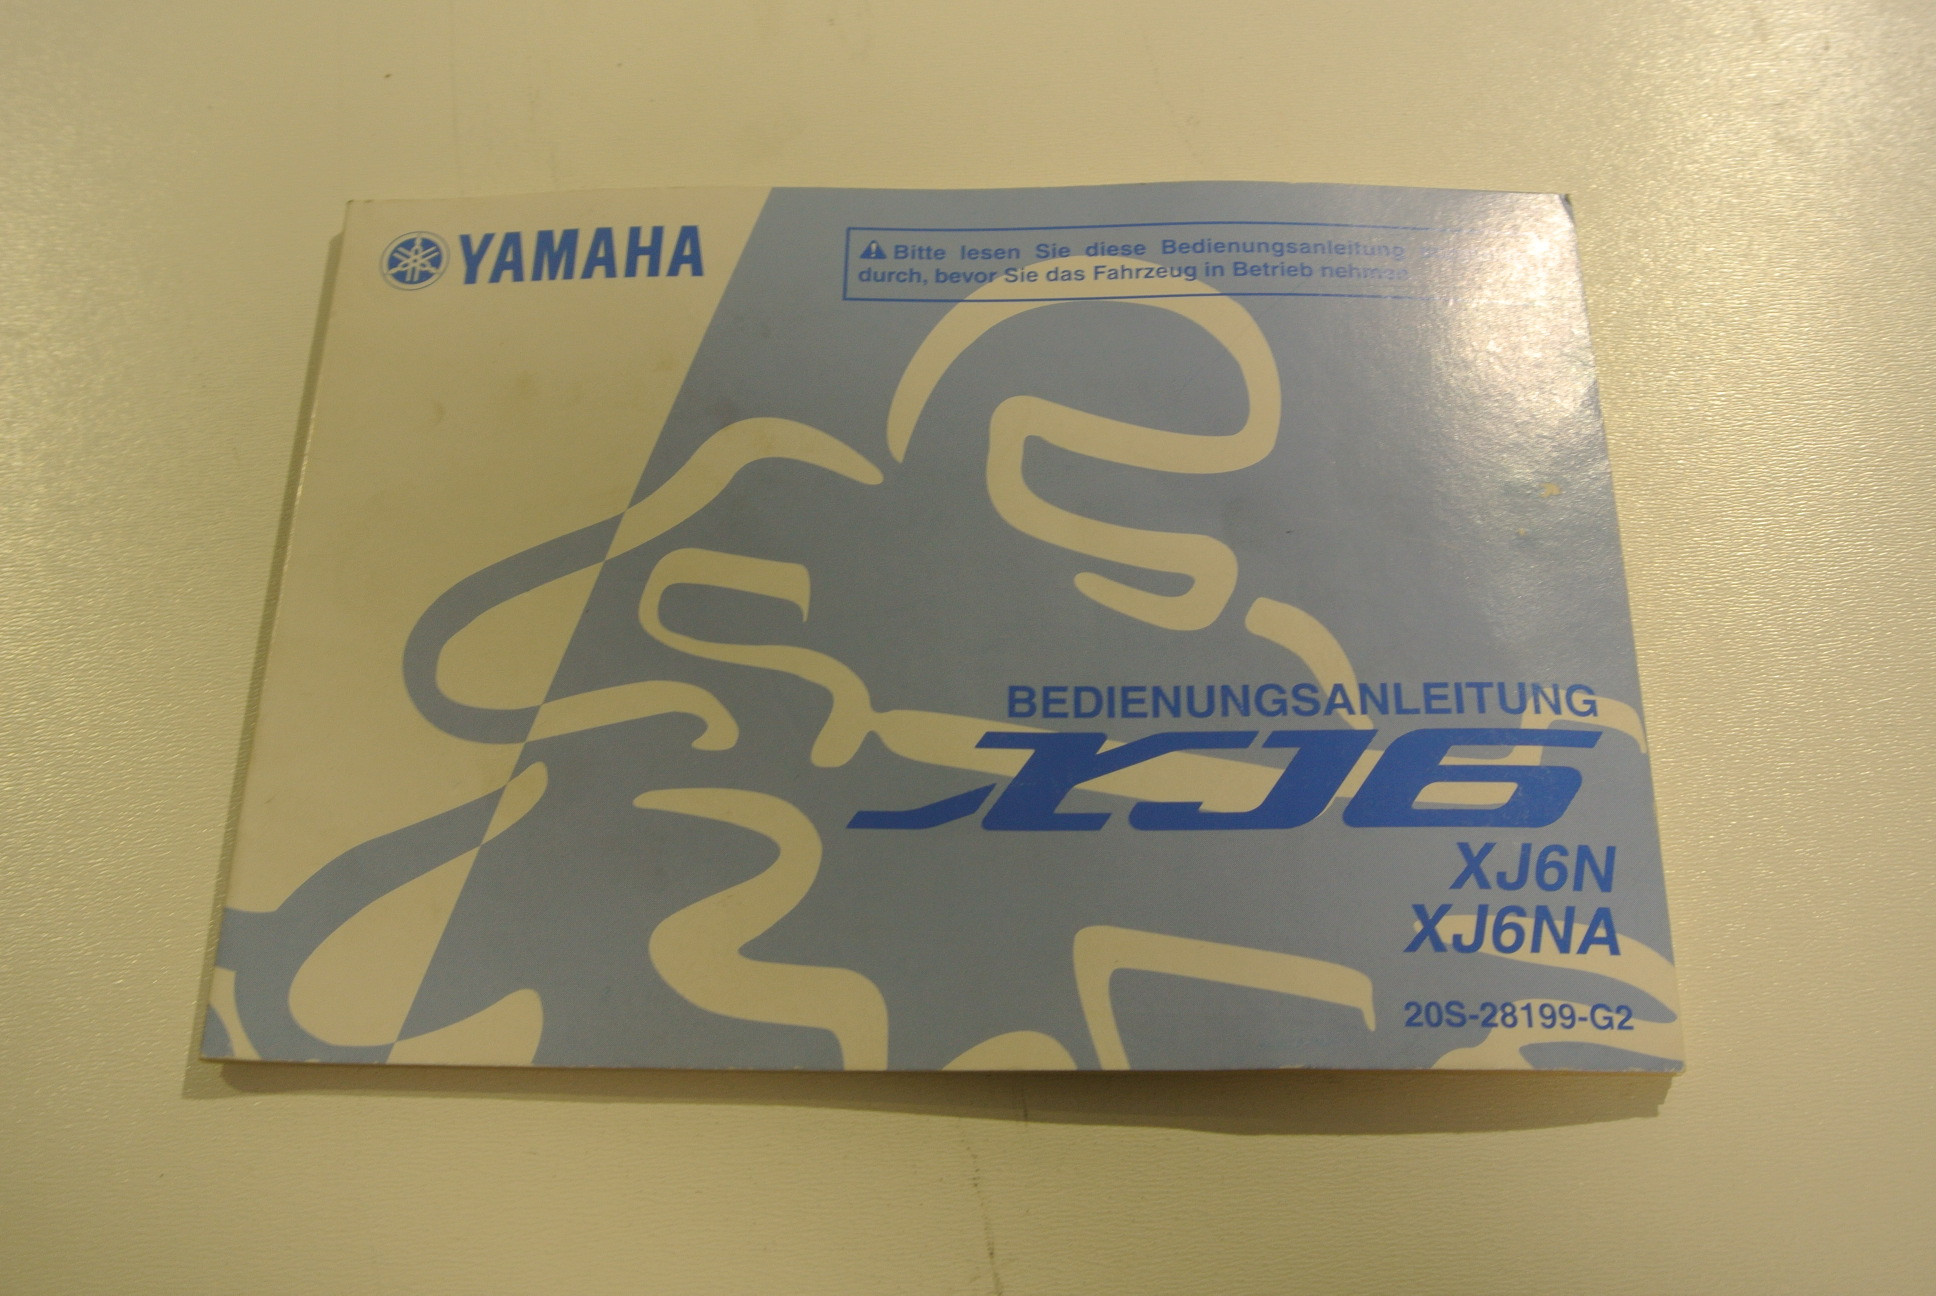 YAMAHA
Bitte lesen Sie diese Bedienungsanleitung
durch, bevor Sie das Fahrzeug in Betrieb nehmen
BEDIENUNGSANLEITUNG
XJ6
XJ6N
XJ6NA
20S-28199-G2